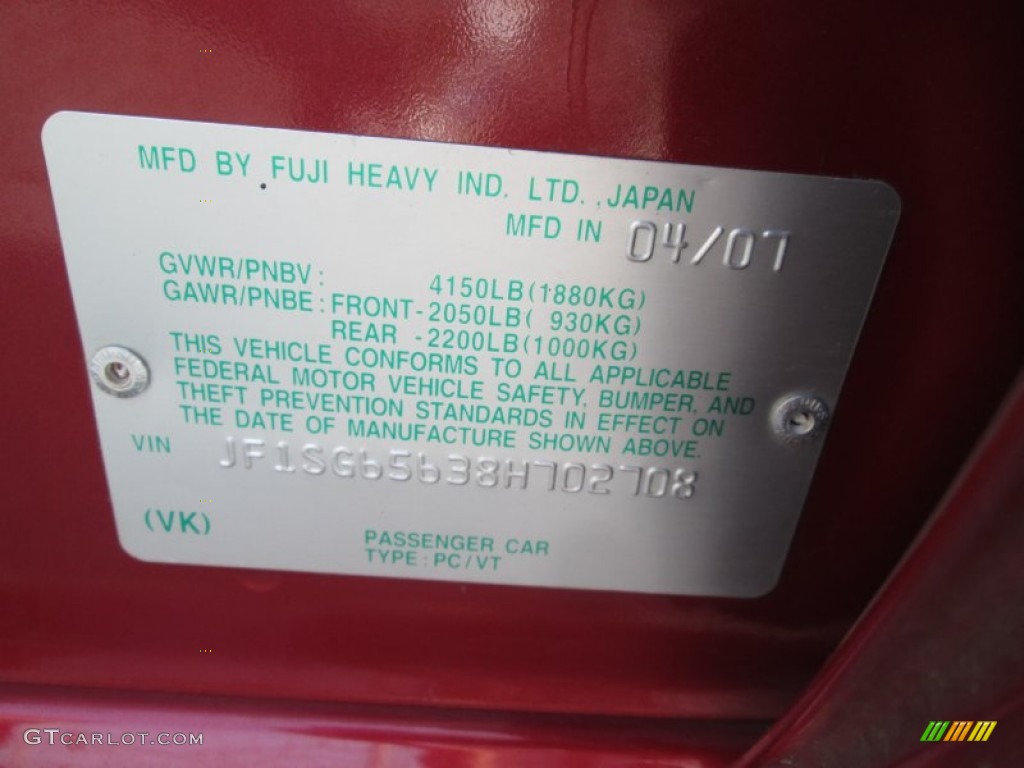 MFD BY FUJI HEAVY IND. LTD., JAPAN
MFD IN 04/07
GVWR/PNBV: 4150LB(1880KG)
GAWR/PNBE: FRONT-2050LB( 930KG)
REAR -2200LB(1000KG)
THIS VEHICLE CONFORMS TO ALL APPLICABLE
FEDERAL MOTOR VEHICLE SAFETY, BUMPER, AND
THEFT PREVENTION STANDARDS IN EFFECT ON
THE DATE OF MANUFACTURE SHOWN ABOVE.
VIN JF1SG65638H702708
(VK)
PASSENGER CAR
TYPE: PC/VT
GTCARLOT.COM